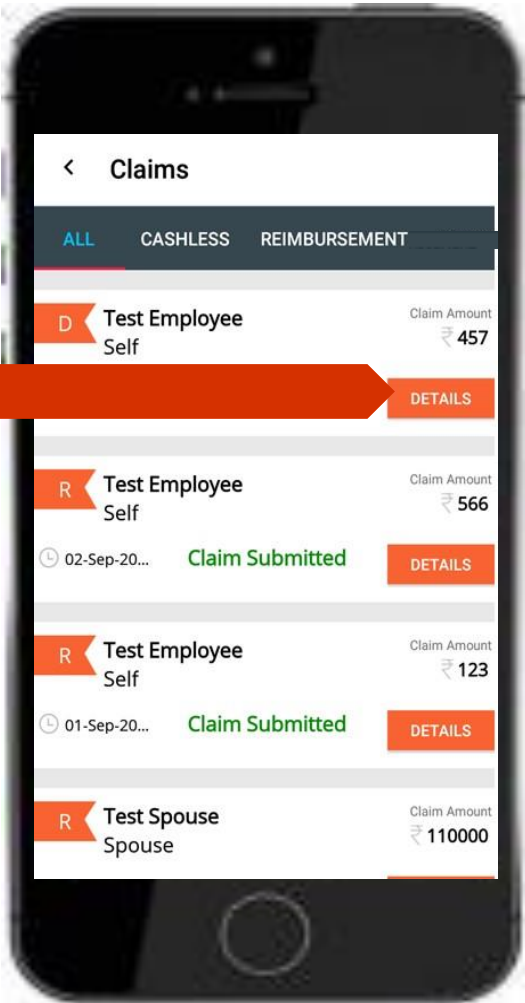 < Claims
ALL CASHLESS REIMBURSEMENT
D Test Employee Claim Amount
Self ₹ 457
DETAILS
R Test Employee Claim Amount
Self ₹ 566
02-Sep-20... Claim Submitted DETAILS
R Test Employee Claim Amount
Self ₹ 123
01-Sep-20... Claim Submitted DETAILS
R Test Spouse Claim Amount
Spouse ₹ 110000